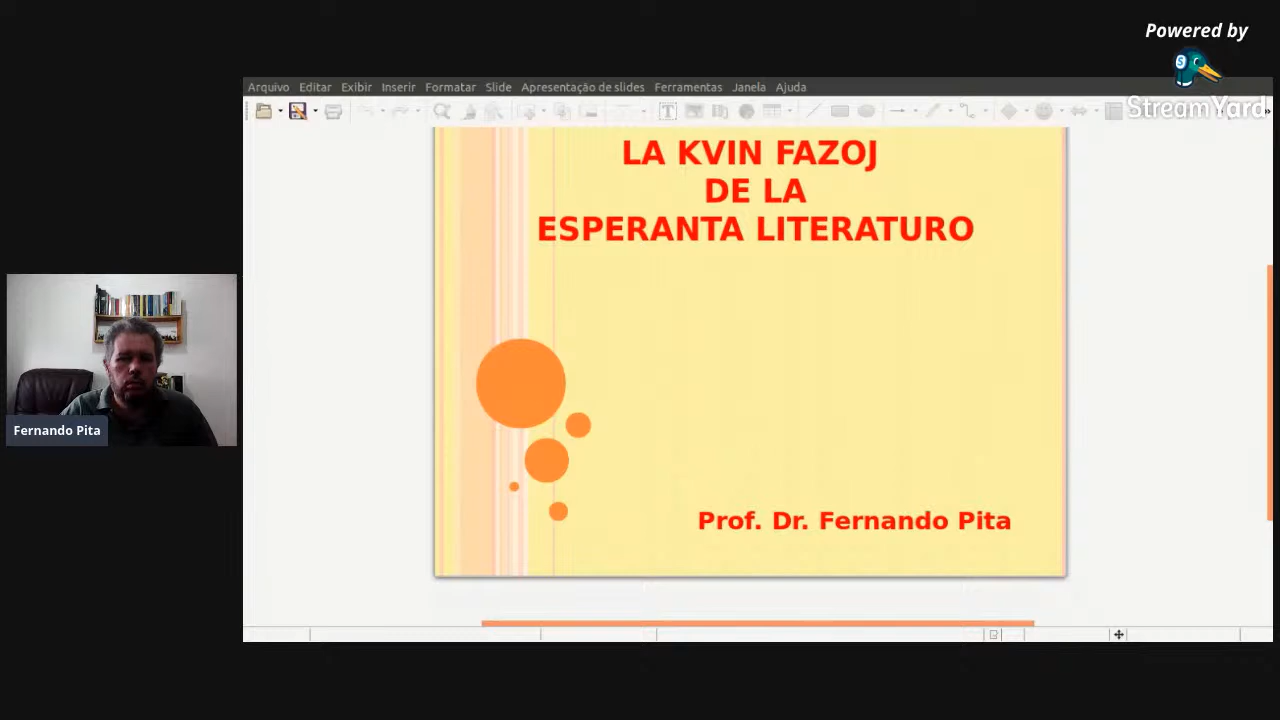 Powered by
StreamYard
Arquivo Editar Exibir Inserir Formatar Slide Apresentação de slides Ferramentas Janela Ajuda
LA KVIN FAZOJ
DE LA
ESPERANTA LITERATURO
Prof. Dr. Fernando Pita
Fernando Pita